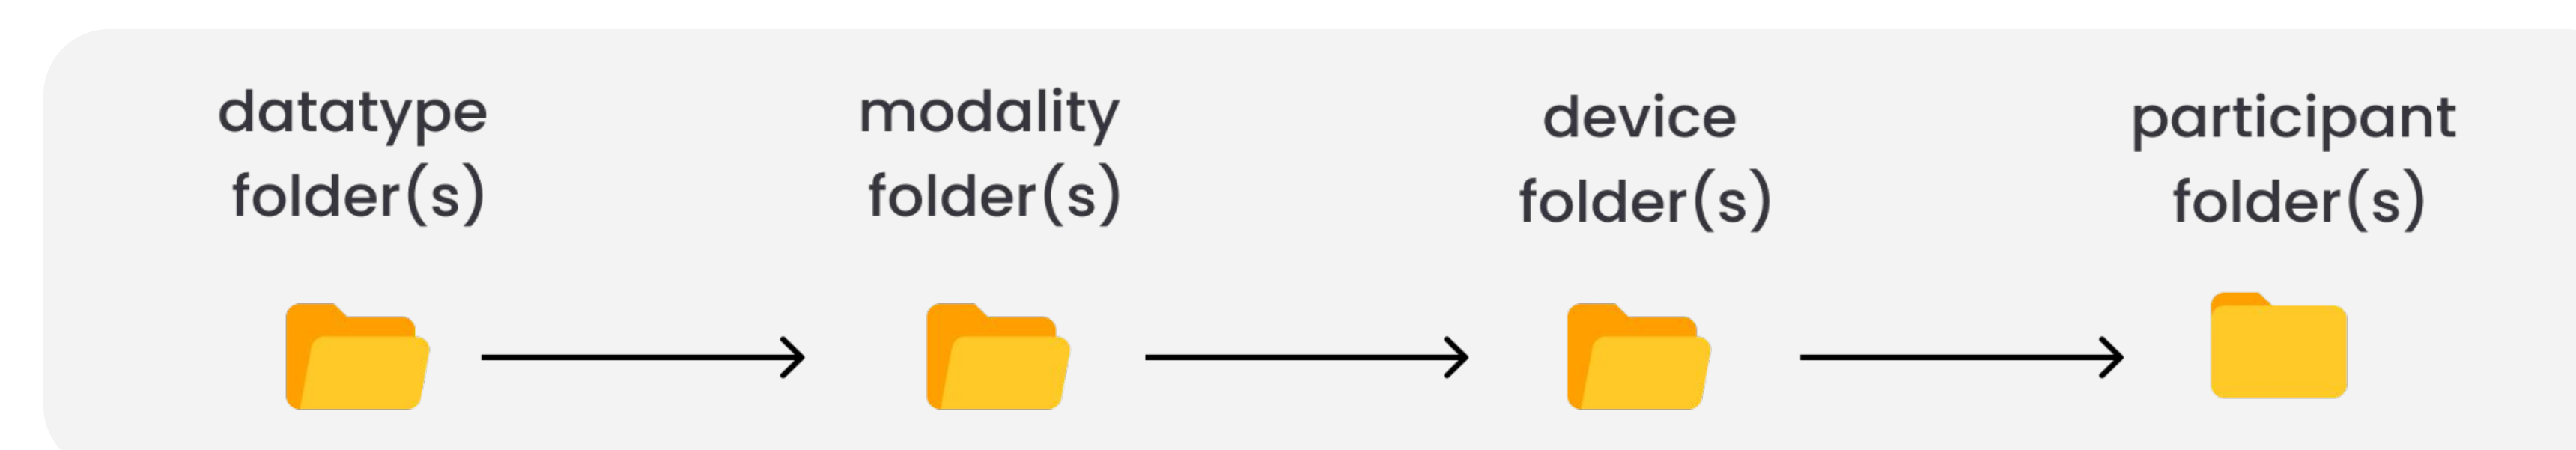 datatype
folder(s)
modality
folder(s)
device
folder(s)
participant
folder(s)